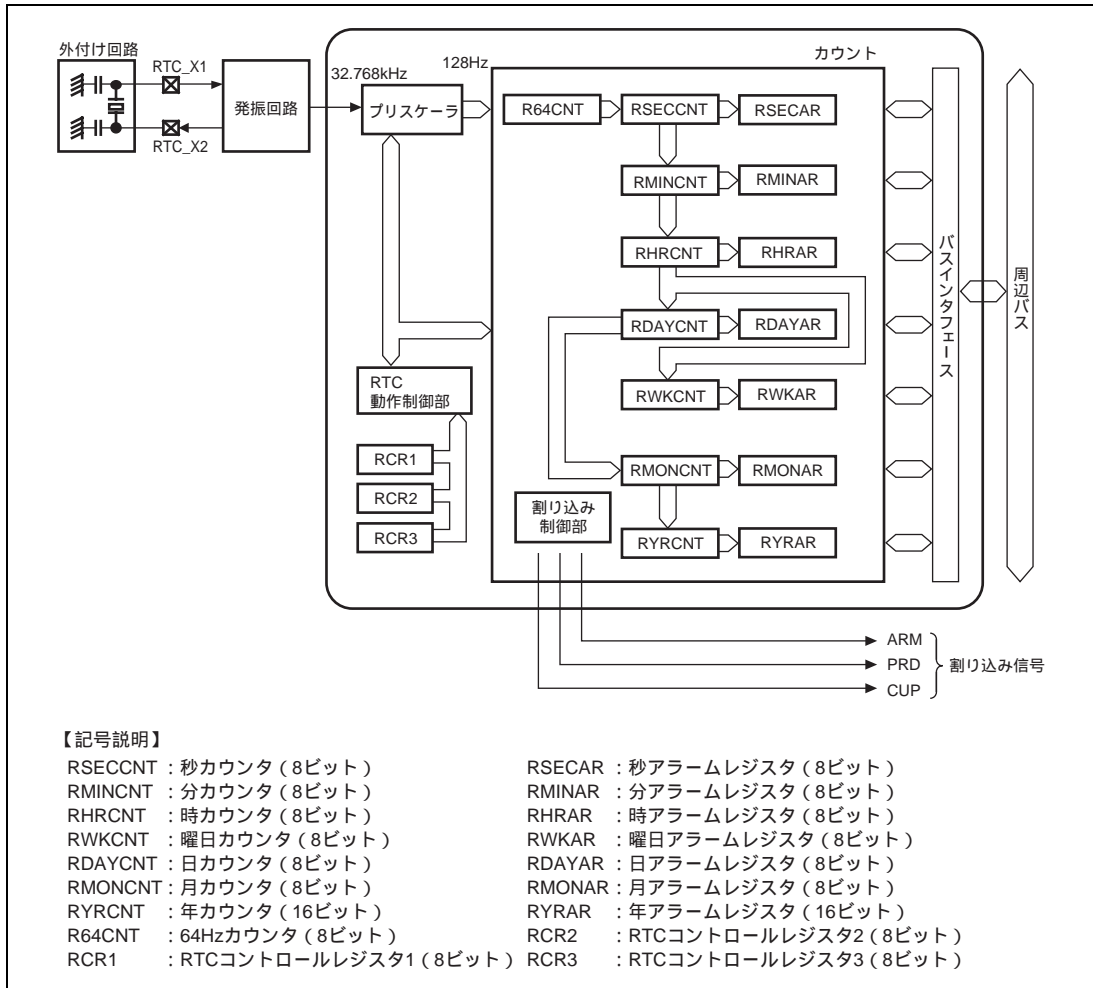 外付け回路
RTC_X1
RTC_X2
発振回路
32.768kHz
プリスケーラ
128Hz
カウント
R64CNT
RSECCNT
RSECAR
RMINCNT
RMINAR
RHRCNT
RHRAR
RDAYCNT
RDAYAR
RWKCNT
RWKAR
RMONCNT
RMONAR
RYRCNT
RYRAR
RTC
動作制御部
RCR1
RCR2
RCR3
割り込み
制御部
バスインタフェース
周辺バス
ARM
PRD
CUP
割り込み信号
【記号説明】
RSECCNT ：秒カウンタ（8ビット） RSECAR ：秒アラームレジスタ（8ビット）
RMINCNT ：分カウンタ（8ビット） RMINAR ：分アラームレジスタ（8ビット）
RHRCNT ：時カウンタ（8ビット） RHRAR ：時アラームレジスタ（8ビット）
RWKCNT ：曜日カウンタ（8ビット） RWKAR ：曜日アラームレジスタ（8ビット）
RDAYCNT ：日カウンタ（8ビット） RDAYAR ：日アラームレジスタ（8ビット）
RMONCNT：月カウンタ（8ビット） RMONAR ：月アラームレジスタ（8ビット）
RYRCNT ：年カウンタ（16ビット） RYRAR ：年アラームレジスタ（16ビット）
R64CNT ：64Hzカウンタ（8ビット） RCR2 ：RTCコントロールレジスタ2（8ビット）
RCR1 ：RTCコントロールレジスタ1（8ビット） RCR3 ：RTCコントロールレジスタ3（8ビット）